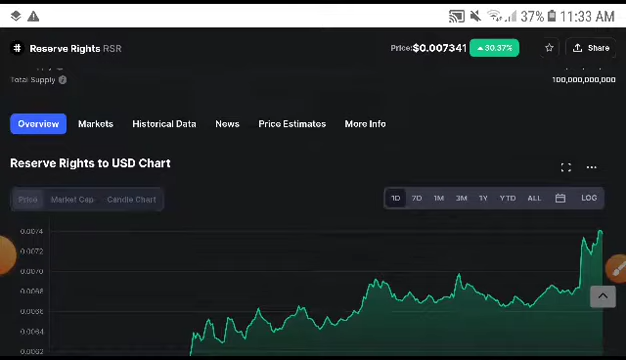 37% 11:33 AM
Reserve Rights RSR Price: $0.007341 30.37% Share
Total Supply 100,000,000,000
Overview Markets Historical Data News Price Estimates More Info
Reserve Rights to USD Chart
Price Market Cap Candle Chart 1D 7D 1M 3M 1Y YTD ALL LOG
0.0074
0.0072
0.0070
0.0068
0.0066
0.0064
0.0062